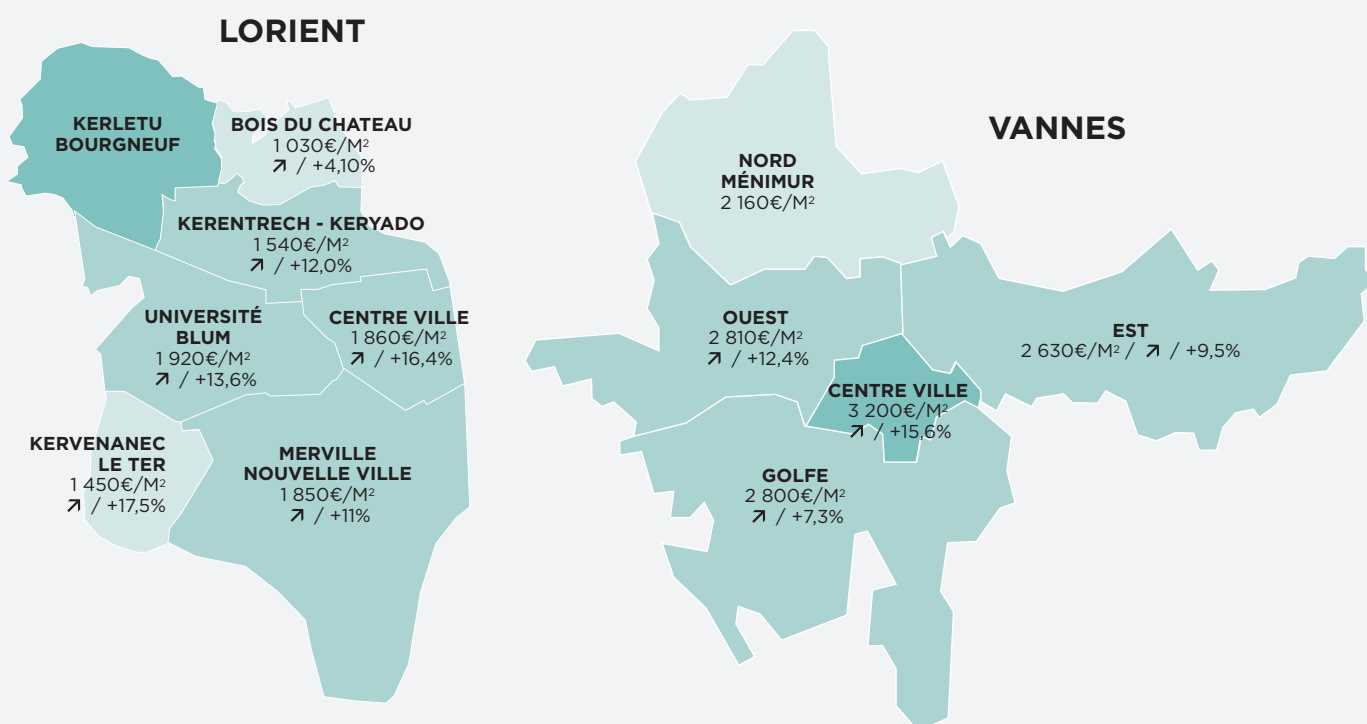 LORIENT
KERLETU
BOURGNEUF
BOIS DU CHATEAU
1 030€/M²
↗ / +4,10%
KERENTRECH - KERYADO
1 540€/M²
↗ / +12,0%
UNIVERSITÉ
BLUM
1 920€/M²
↗ / +13,6%
CENTRE VILLE
1 860€/M²
↗ / +16,4%
KERVENANEC
LE TER
1 450€/M²
↗ / +17,5%
MERVILLE
NOUVELLE VILLE
1 850€/M²
↗ / +11%
VANNES
NORD
MÉNIMUR
2 160€/M²
OUEST
2 810€/M²
↗ / +12,4%
EST
2 630€/M² / ↗ / +9,5%
CENTRE VILLE
3 200€/M²
↗ / +15,6%
GOLFE
2 800€/M²
↗ / +7,3%